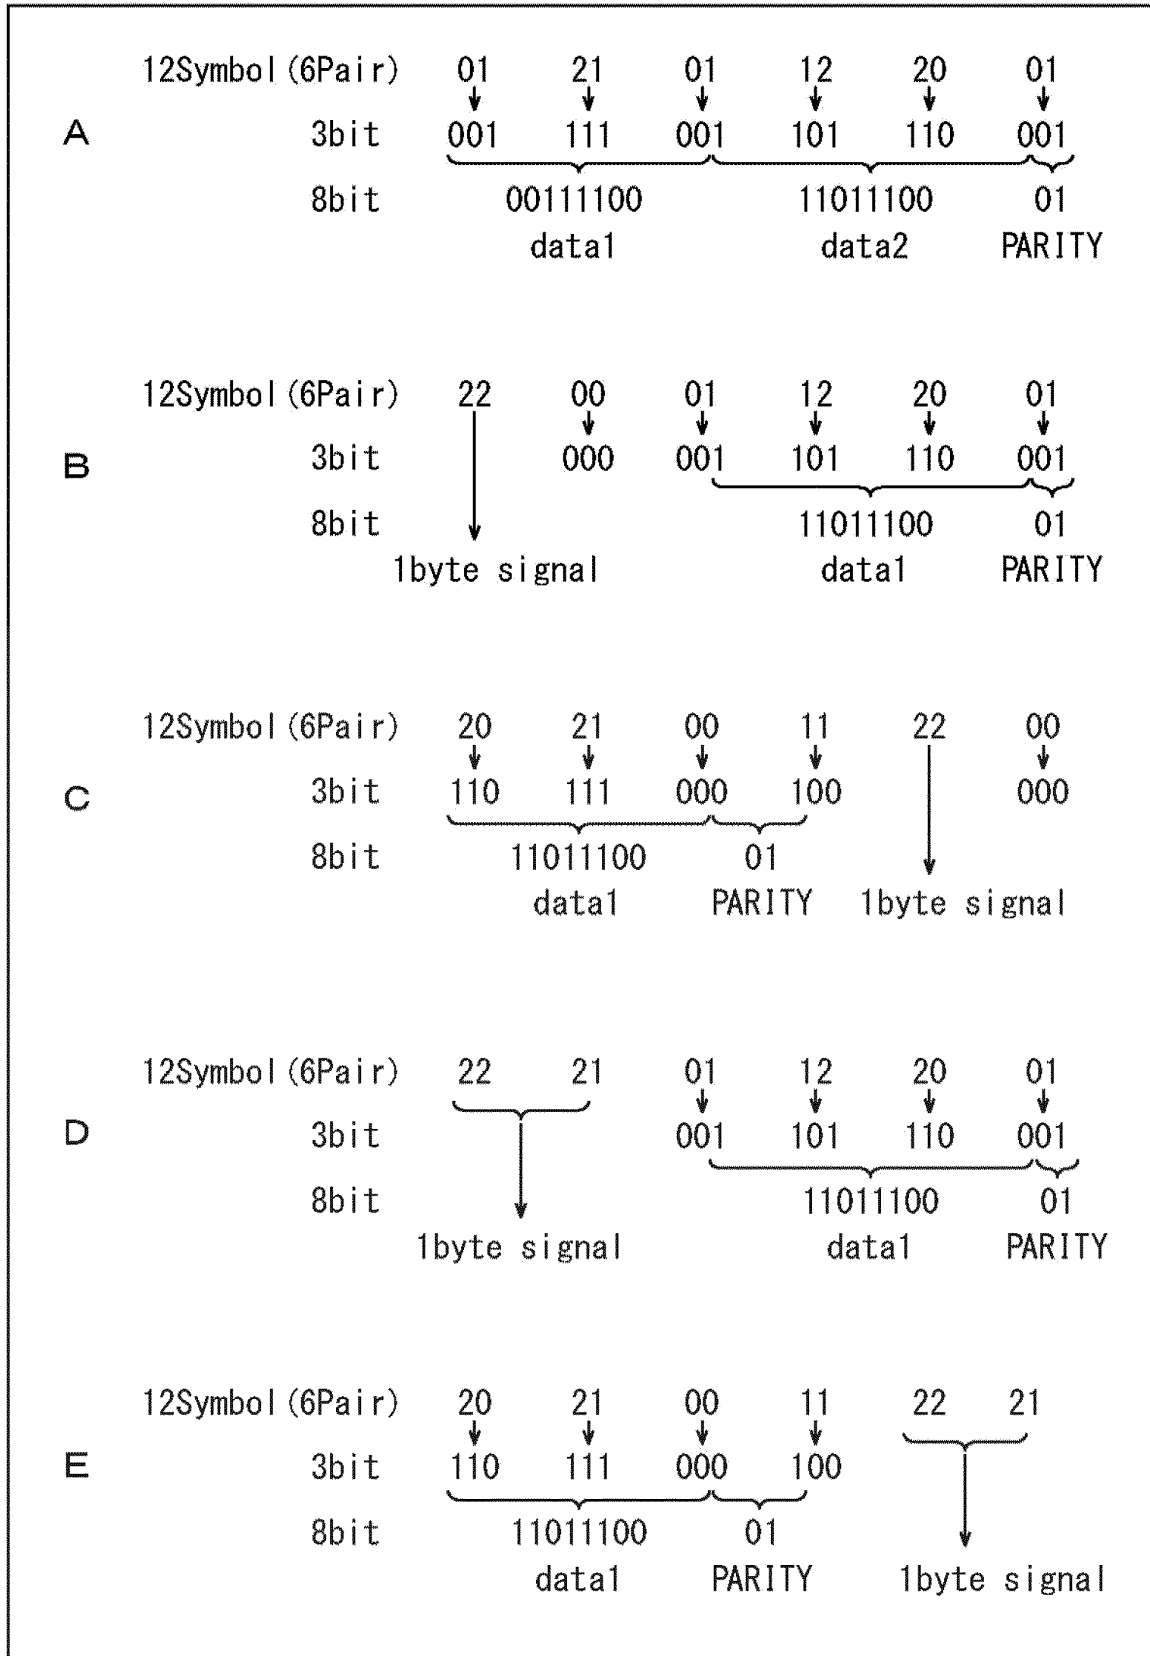 12Symbol(6Pair) 01 21 01 12 20 01
A 3bit 001 111 001 101 110 001
8bit 00111100 11011100 01
data1 data2 PARITY
12Symbol(6Pair) 22 00 01 12 20 01
B 3bit 000 001 101 110 001
8bit 11011100 01
1byte signal data1 PARITY
12Symbol(6Pair) 20 21 00 11 22 00
C 3bit 110 111 000 100 000
8bit 11011100 01
data1 PARITY 1byte signal
12Symbol(6Pair) 22 21 01 12 20 01
D 3bit 001 101 110 001
8bit 11011100 01
1byte signal data1 PARITY
12Symbol(6Pair) 20 21 00 11 22 21
E 3bit 110 111 000 100
8bit 11011100 01
data1 PARITY 1byte signal